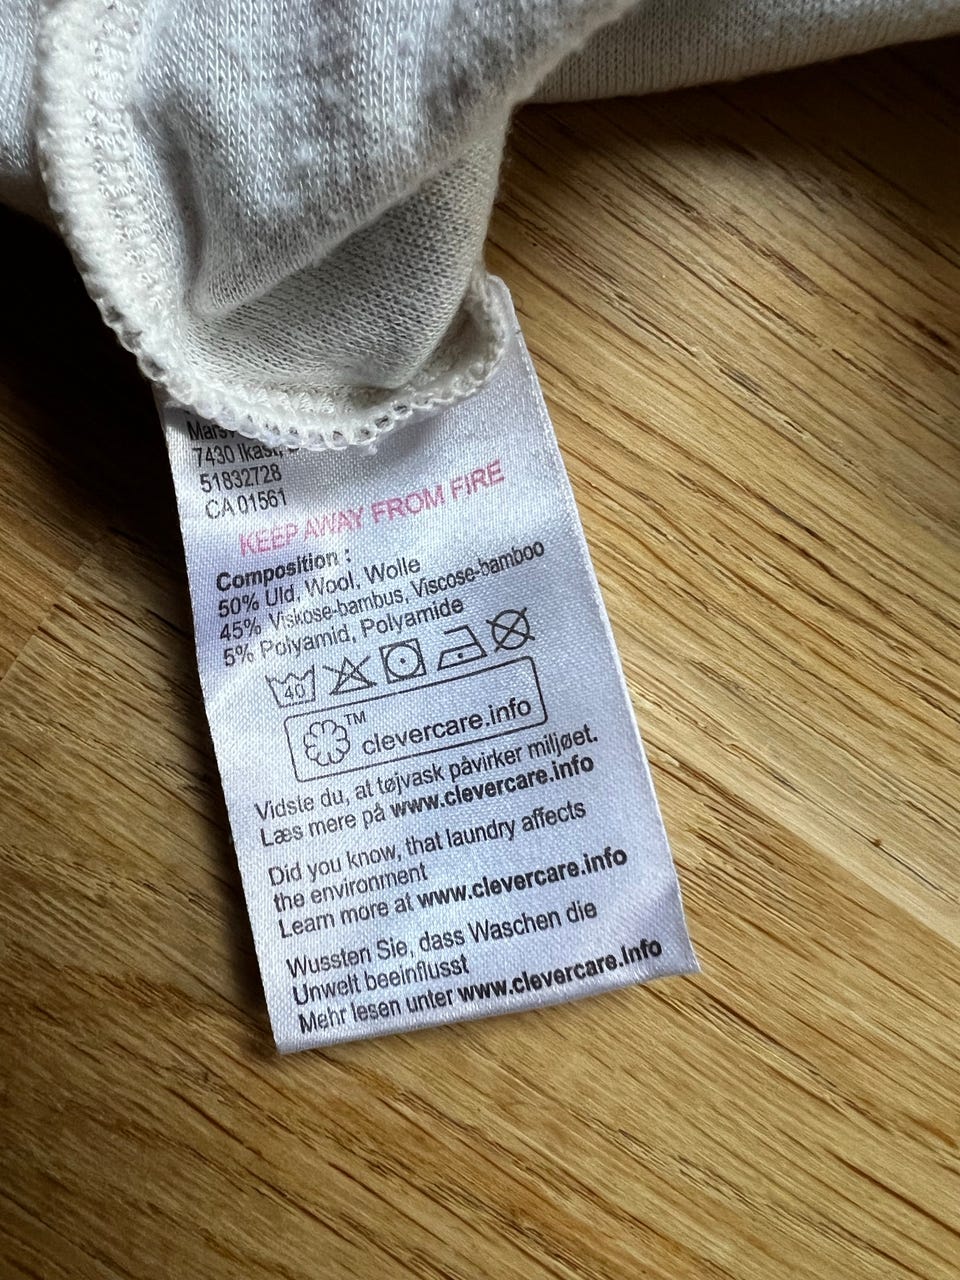 7430 Ikast,
51832728
CA 01561
KEEP AWAY FROM FIRE
Composition :
50% Uld, Wool, Wolle
45% Viskose-bambus, Viscose-bamboo
5% Polyamid, Polyamide
40
TM
clevercare.info
Vidste du, at tøjvask påvirker miljøet.
Læs mere på www.clevercare.info
Did you know, that laundry affects
the environment
Learn more at www.clevercare.info
Wussten Sie, dass Waschen die
Unwelt beeinflusst
Mehr lesen unter www.clevercare.info